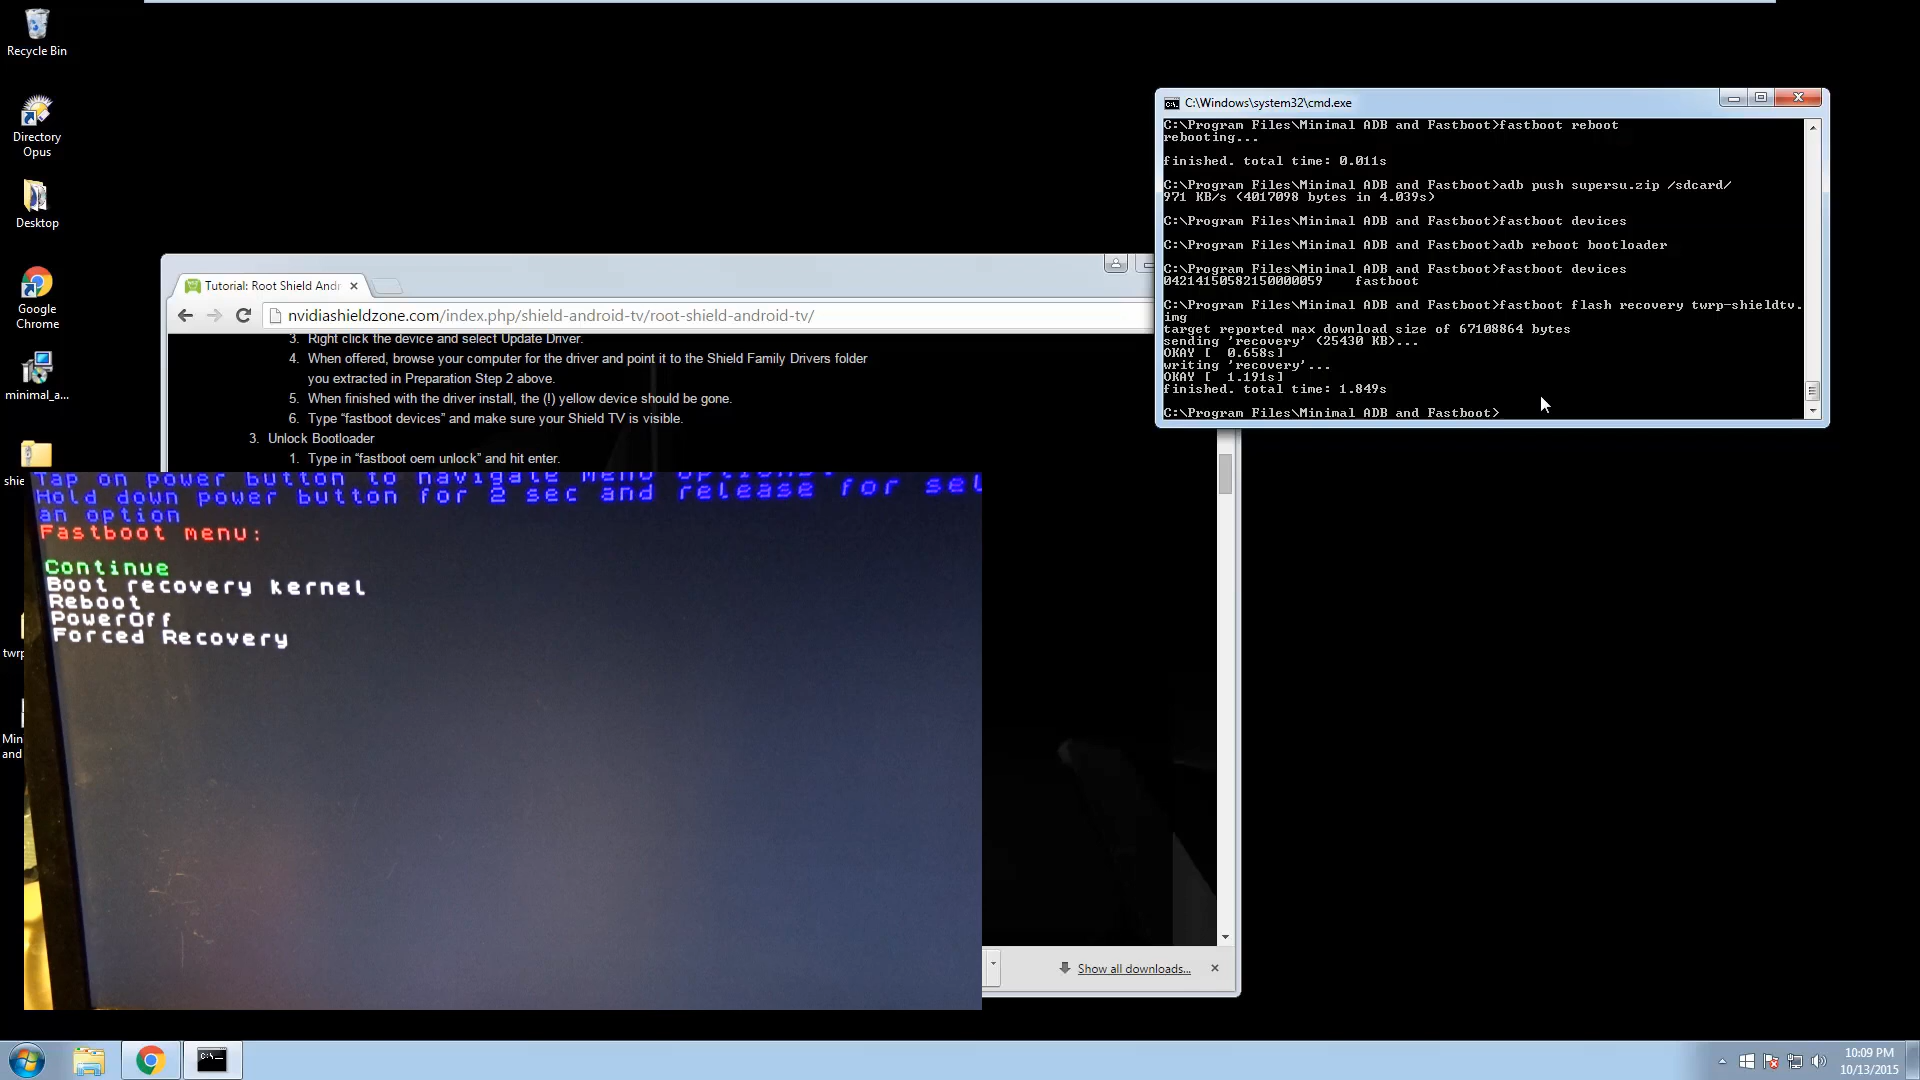 Recycle Bin
Directory
Opus
Desktop
Google
Chrome
minimal_a...
shie
twrp
Min
and
Tutorial: Root Shield Andr
nvidiashieldzone.com/index.php/shield-android-tv/root-shield-android-tv/
3. Right click the device and select Update Driver.
4. When offered, browse your computer for the driver and point it to the Shield Family Drivers folder
you extracted in Preparation Step 2 above.
5. When finished with the driver install, the (!) yellow device should be gone.
6. Type “fastboot devices” and make sure your Shield TV is visible.
3. Unlock Bootloader
1. Type in “fastboot oem unlock” and hit enter.
C:\Windows\system32\cmd.exe
C:\Program Files\Minimal ADB and Fastboot>fastboot reboot
rebooting...
finished. total time: 0.011s
C:\Program Files\Minimal ADB and Fastboot>adb push supersu.zip /sdcard/
971 KB/s (4017098 bytes in 4.039s)
C:\Program Files\Minimal ADB and Fastboot>fastboot devices
C:\Program Files\Minimal ADB and Fastboot>adb reboot bootloader
C:\Program Files\Minimal ADB and Fastboot>fastboot devices
04214150582150000059 fastboot
C:\Program Files\Minimal ADB and Fastboot>fastboot flash recovery twrp-shieldtv.
img
target reported max download size of 67108864 bytes
sending 'recovery' (25430 KB)...
OKAY [ 0.658s]
writing 'recovery'...
OKAY [ 1.191s]
finished. total time: 1.849s
C:\Program Files\Minimal ADB and Fastboot>
Tap on power button to navigate menu options.
Hold down power button for 2 sec and release for sel
an option
Fastboot menu:
Continue
Boot recovery kernel
Reboot
PowerOff
Forced Recovery
Show all downloads...
10:09 PM
10/13/2015